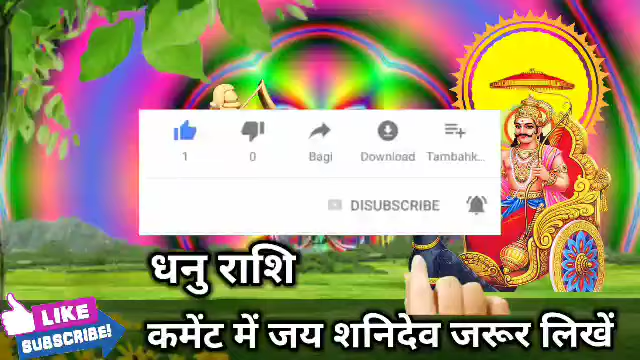 1 0 Bagi Download Tambahk...
DISUBSCRIBE
धनु राशि
LIKE
SUBSCRIBE!
कमेंट में जय शनिदेव जरूर लिखें